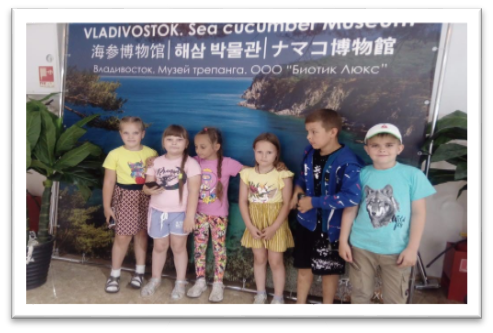 VLADIVOSTOK. Sea cucumber Museum
海参博物馆|해삼 박물관|ナマコ博物館
Владивосток, Музей трепанга, ООО "Биотик Люкс"